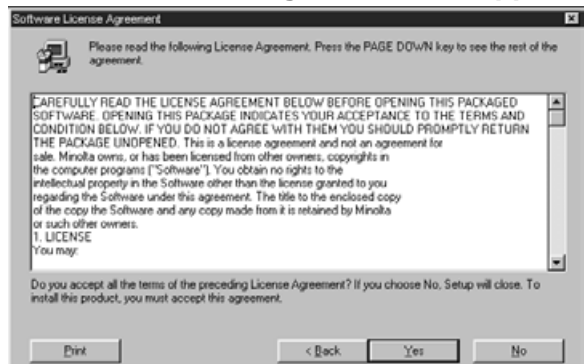 Software License Agreement
Please read the following License Agreement. Press the PAGE DOWN key to see the rest of the
agreement.
CAREFULLY READ THE LICENSE AGREEMENT BELOW BEFORE OPENING THIS PACKAGED
SOFTWARE. OPENING THIS PACKAGE INDICATES YOUR ACCEPTANCE TO THE TERMS AND
CONDITION BELOW. IF YOU DO NOT AGREE WITH THEM YOU SHOULD PROMPTLY RETURN
THE PACKAGE UNOPENED. This is a license agreement and not an agreement for
sale. Minolta owns, or has been licensed from other owners, copyrights in
the computer programs ("Software"). You obtain no rights to the
intellectual property in the Software other than the license granted to you
regarding the Software under this agreement. The title to the enclosed copy
of the copy the Software and any copy made from it is retained by Minolta
or such other owners.
1. LICENSE
You may:
Do you accept all the terms of the preceding License Agreement? If you choose No, Setup will close. To
install this product, you must accept this agreement.
Print
< Back
Yes
No